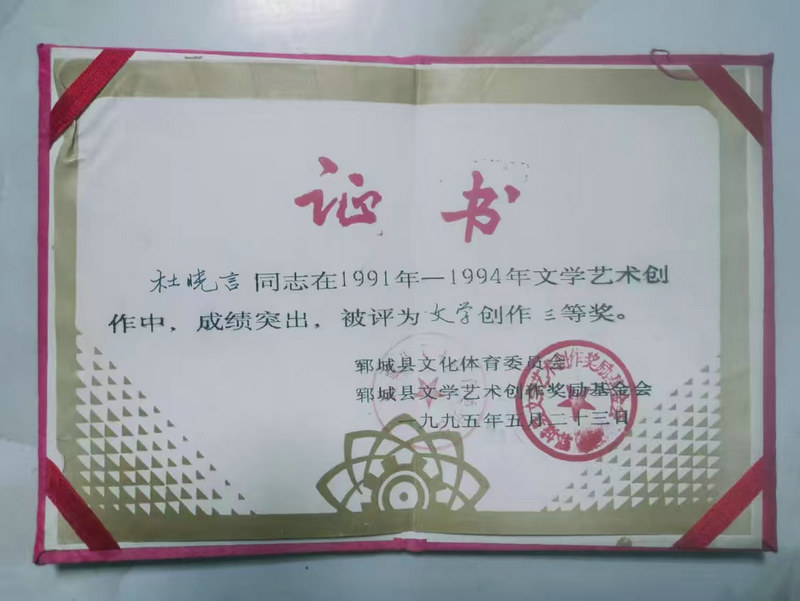 证书
杜晓言同志在1991年—1994年文学艺术创
作中，成绩突出，被评为文学创作三等奖。
郓城县文化体育委员会
郓城县文学艺术创作奖励基金会
一九九五年五月二十三日